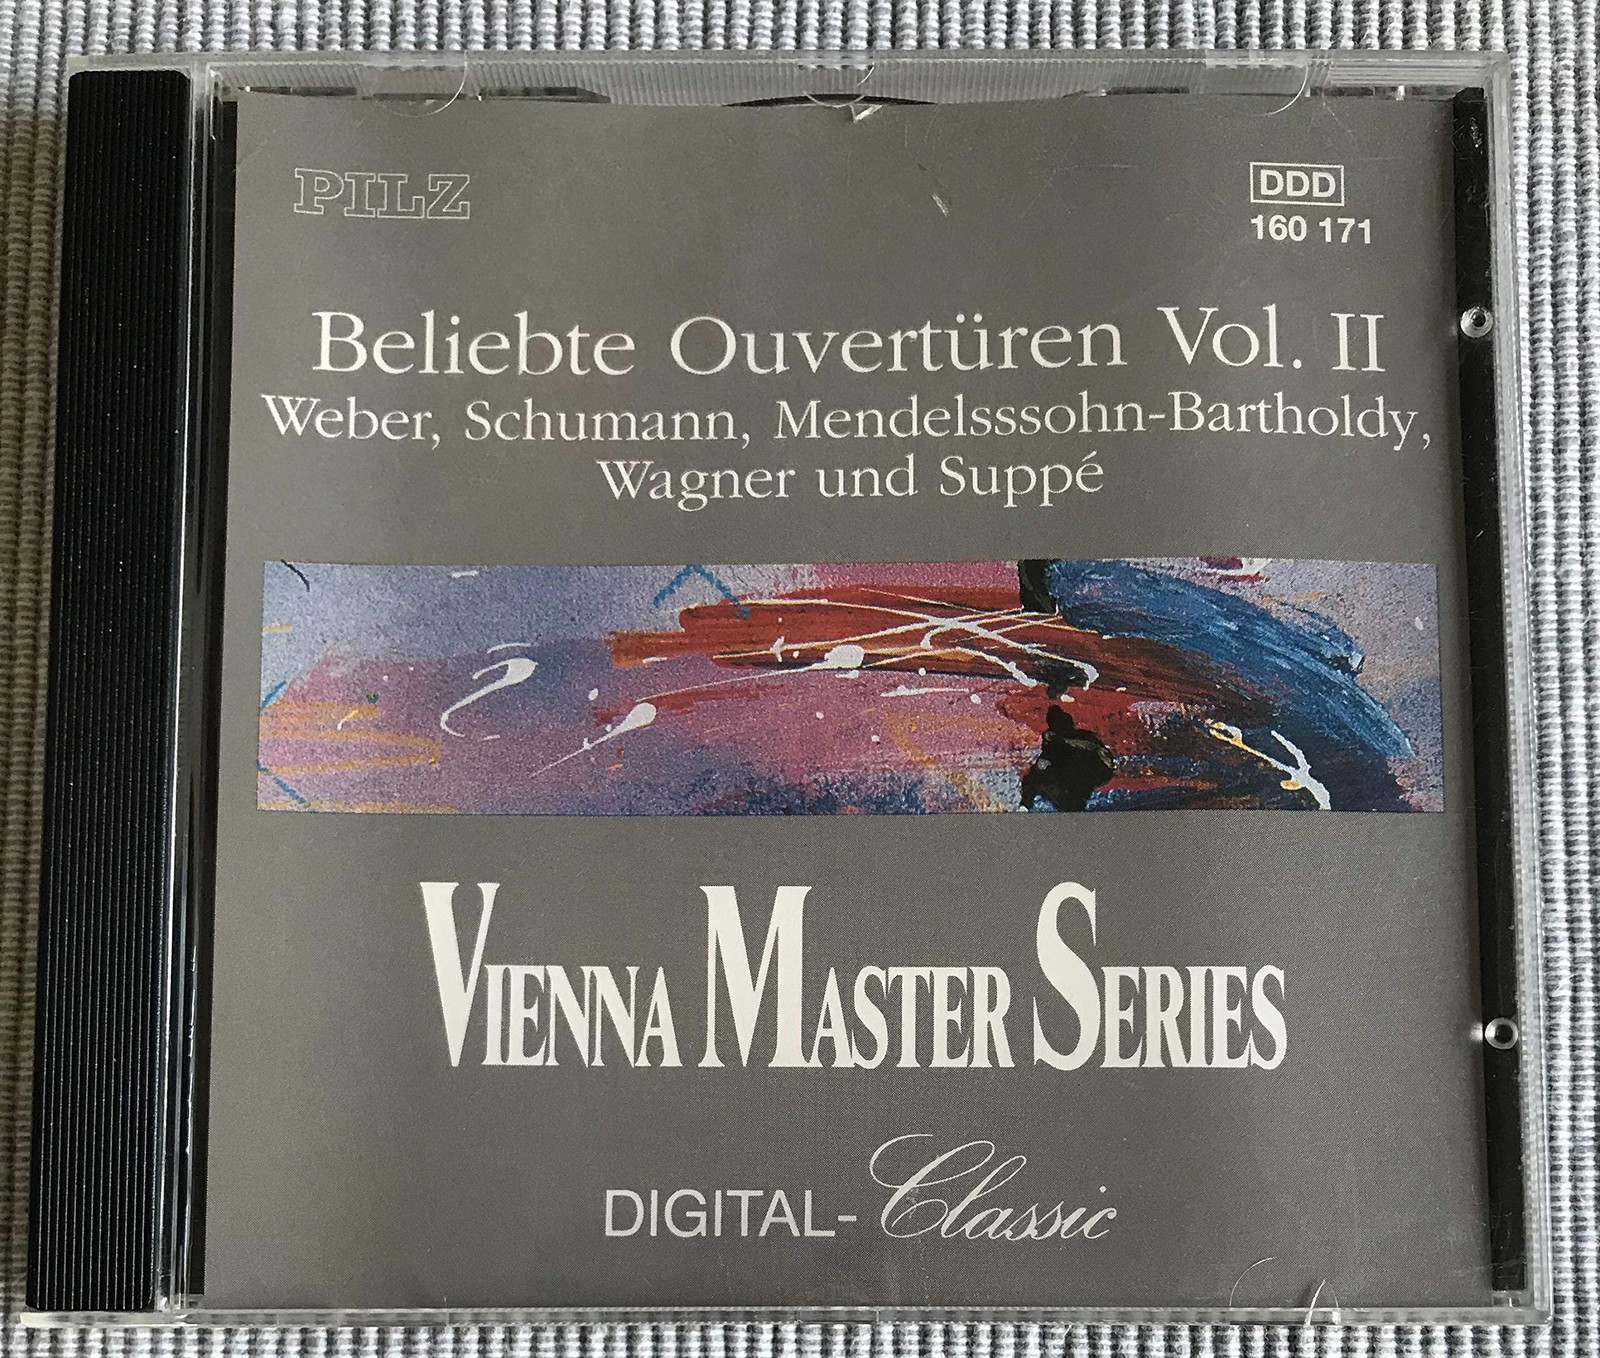 PILZ
DDD
160 171
Beliebte Ouvertüren Vol. II
Weber, Schumann, Mendelsssohn-Bartholdy,
Wagner und Suppé
VIENNA MASTER SERIES
DIGITAL-Classic